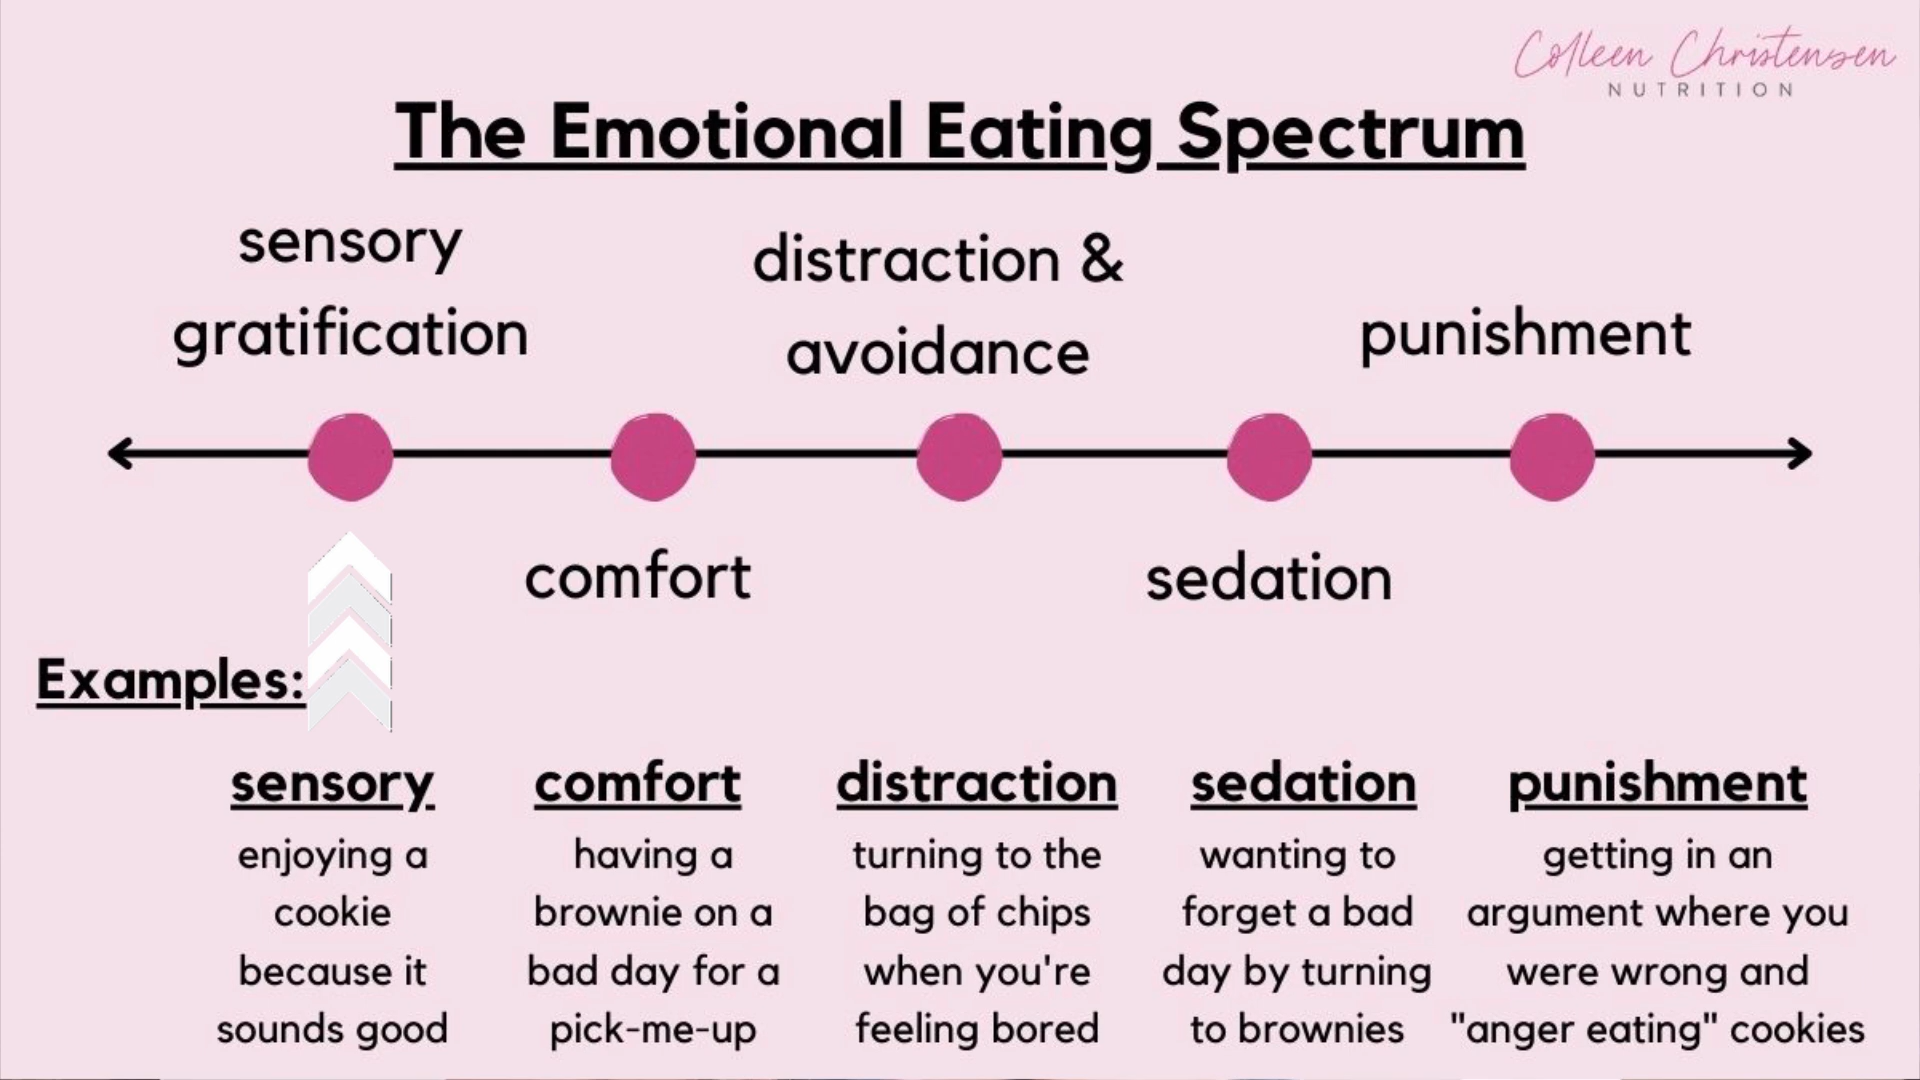 Colleen Christensen
NUTRITION
The Emotional Eating Spectrum
sensory
gratification
distraction &
avoidance
punishment
comfort
sedation
Examples:
sensory
enjoying a
cookie
because it
sounds good
comfort
having a
brownie on a
bad day for a
pick-me-up
distraction
turning to the
bag of chips
when you're
feeling bored
sedation
wanting to
forget a bad
day by turning
to brownies
punishment
getting in an
argument where you
were wrong and
"anger eating" cookies